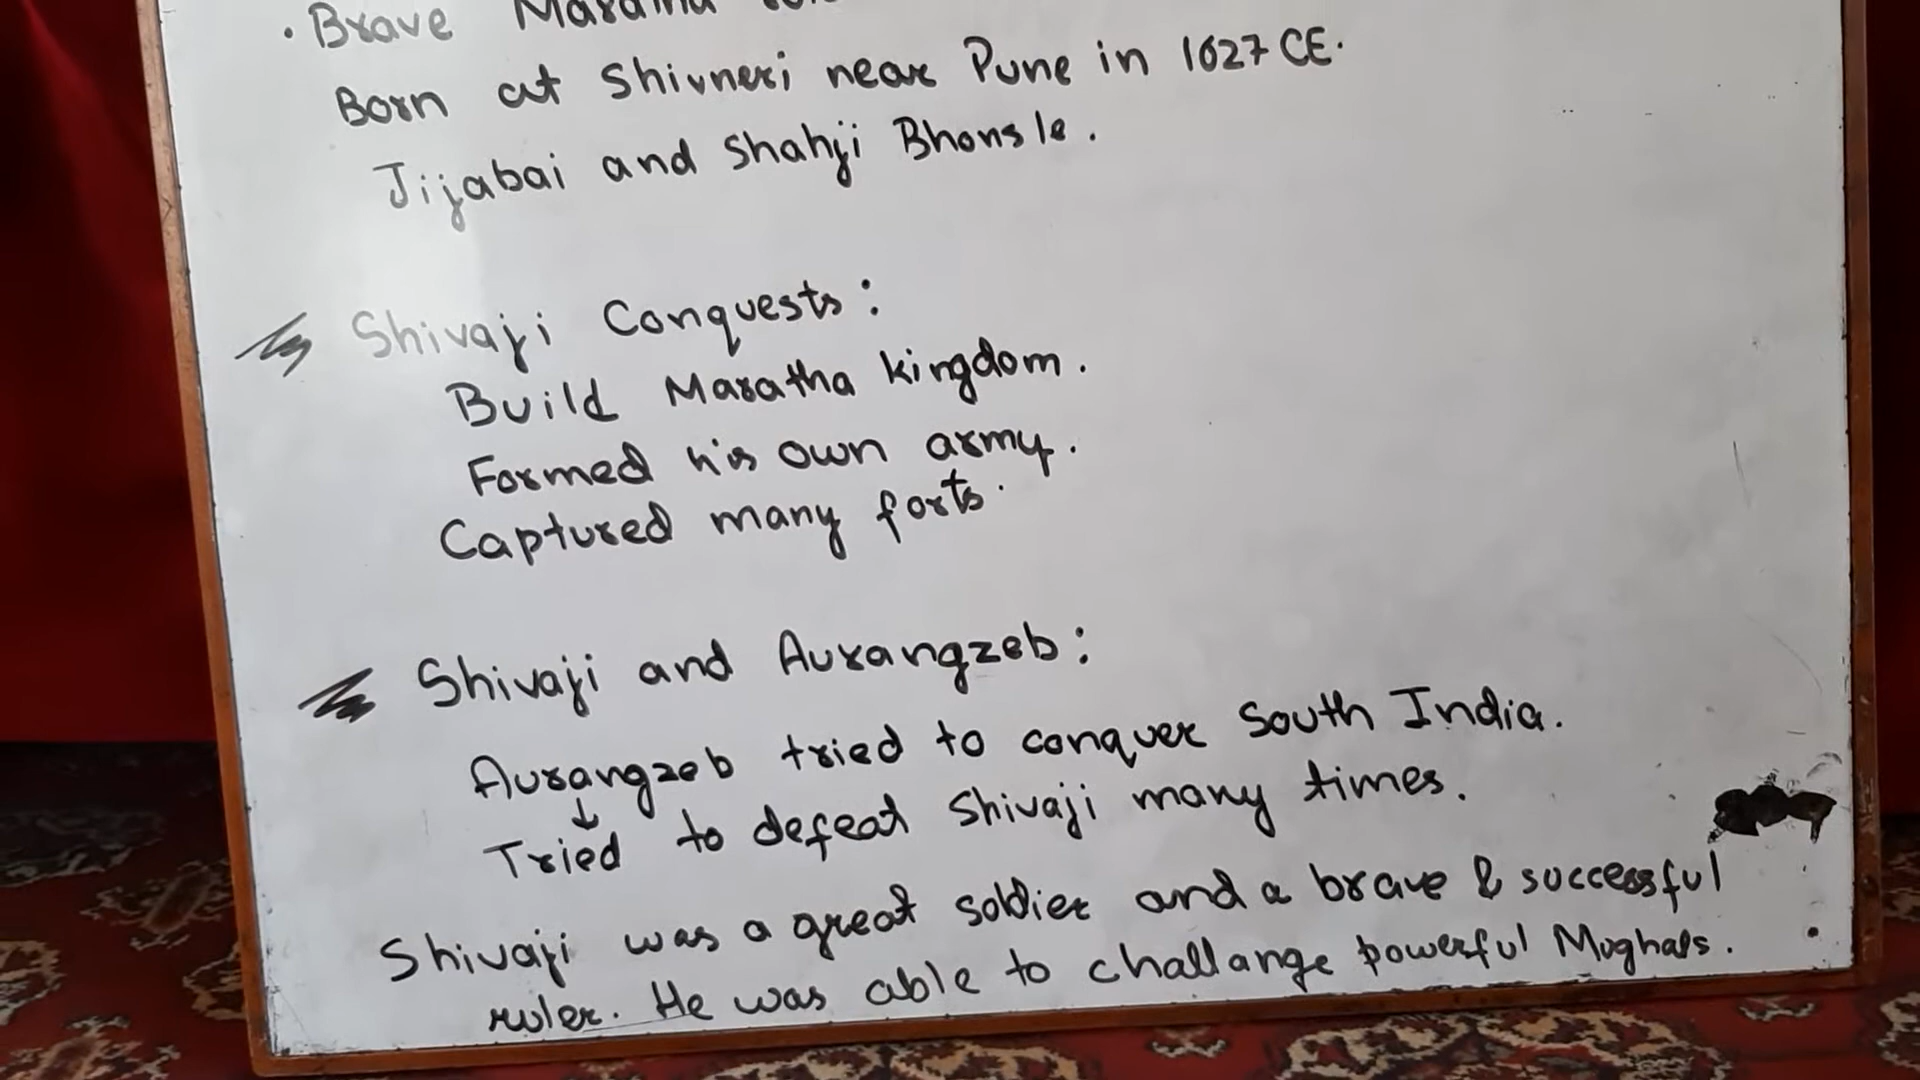 . Brave Maratha
Born at Shivneri near Pune in 1627 CE.
Jijabai and Shahji Bhonsle.
Shivaji Conquests:
Build Maratha kingdom.
Formed his own army.
Captured many forts.
Shivaji and Aurangzeb:
Aurangzeb tried to conquer South India.
↓
Tried to defeat Shivaji many times.
Shivaji was a great soldier and a brave & successful
ruler. He was able to challange powerful Mughals.